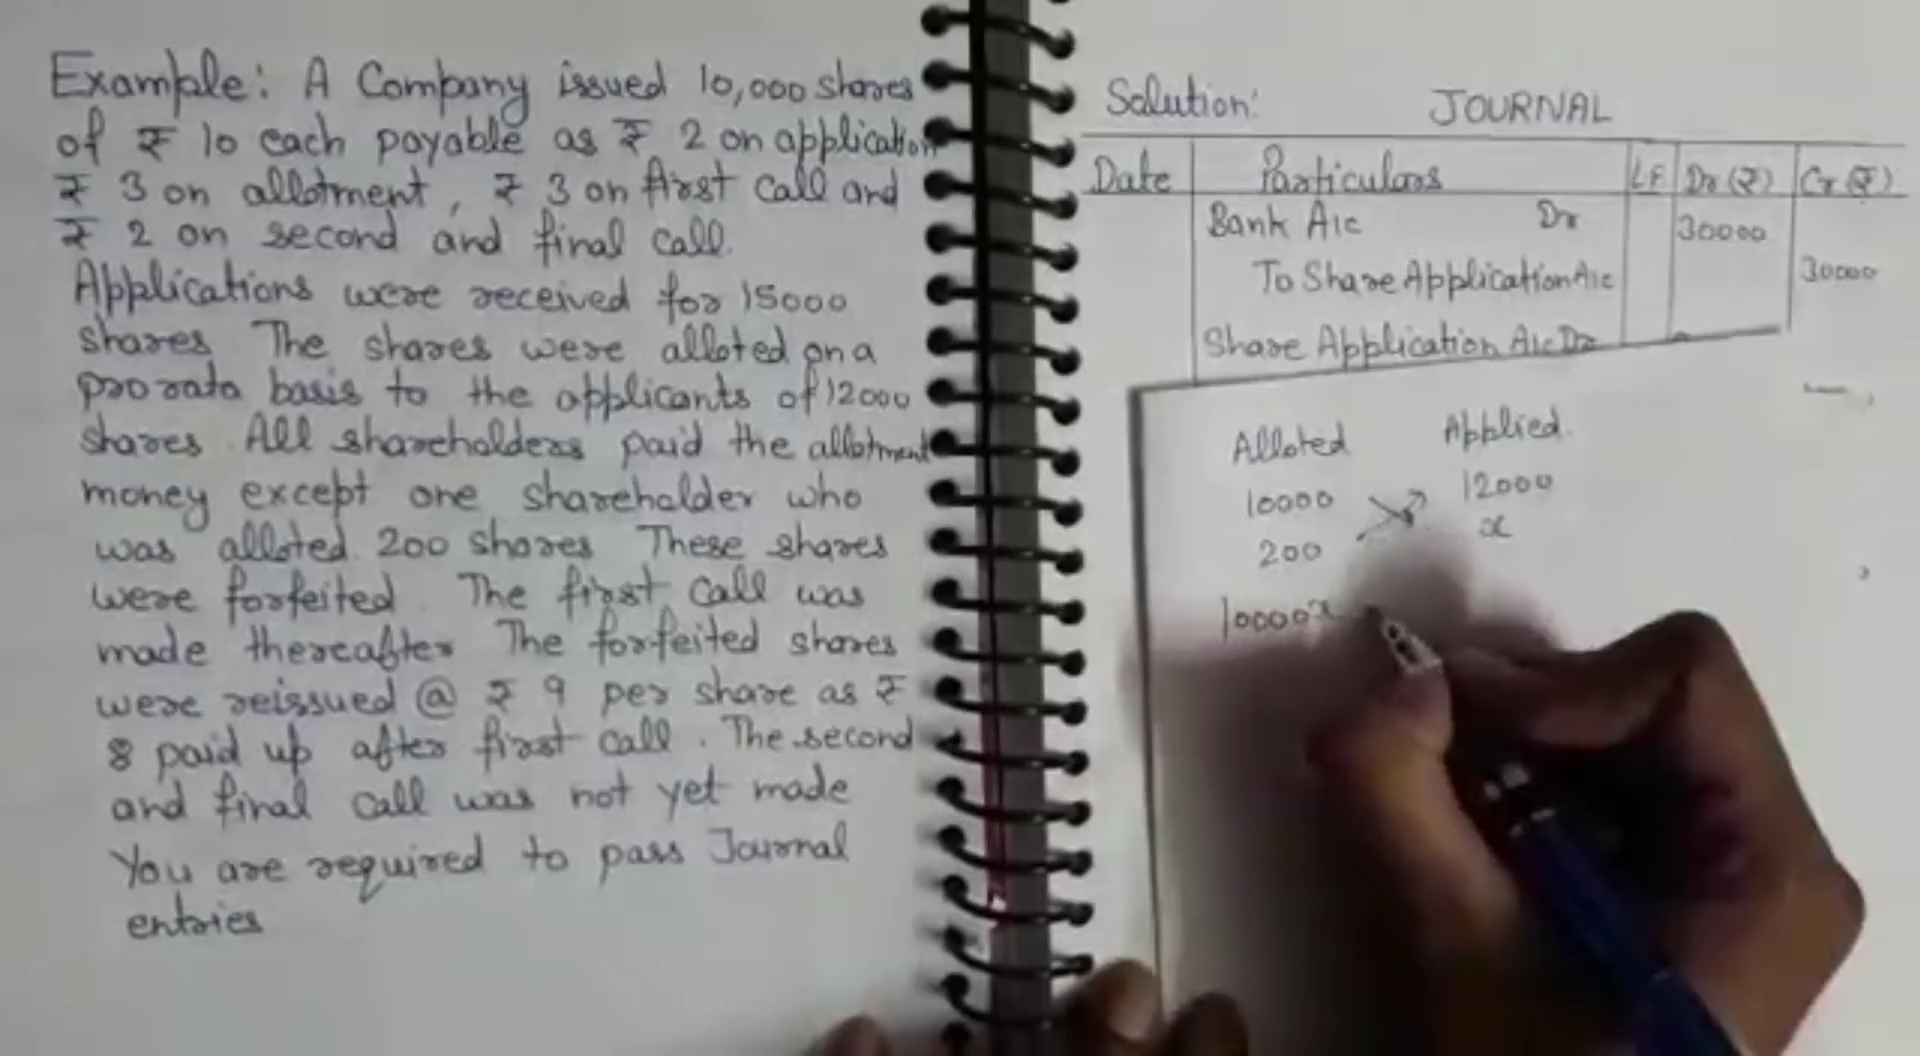 Example: A Company issued 10,000 shares
of ₹ 10 each payable as ₹ 2 on application
₹ 3 on allotment, ₹ 3 on first call and
₹ 2 on second and final call.
Applications were received for 15000
shares The shares were alloted on a
pro rata basis to the applicants of 12000
shares. All shareholders paid the allotment
money except one shareholder who
was alloted 200 shares These shares
were forfeited. The first call was
made thereafter The forfeited shares
were reissued @ ₹ 9 per share as ₹
8 paid up after first call. The second
and final call was not yet made
You are required to pass Journal
entries
Solution: JOURNAL
Date Particulars LF Dr (₹) Cr (₹)
Bank A/c Dr 30000
To Share Application A/c 30000
Share Application A/c Dr
Alloted Applied.
10000 12000
200 x
10000x